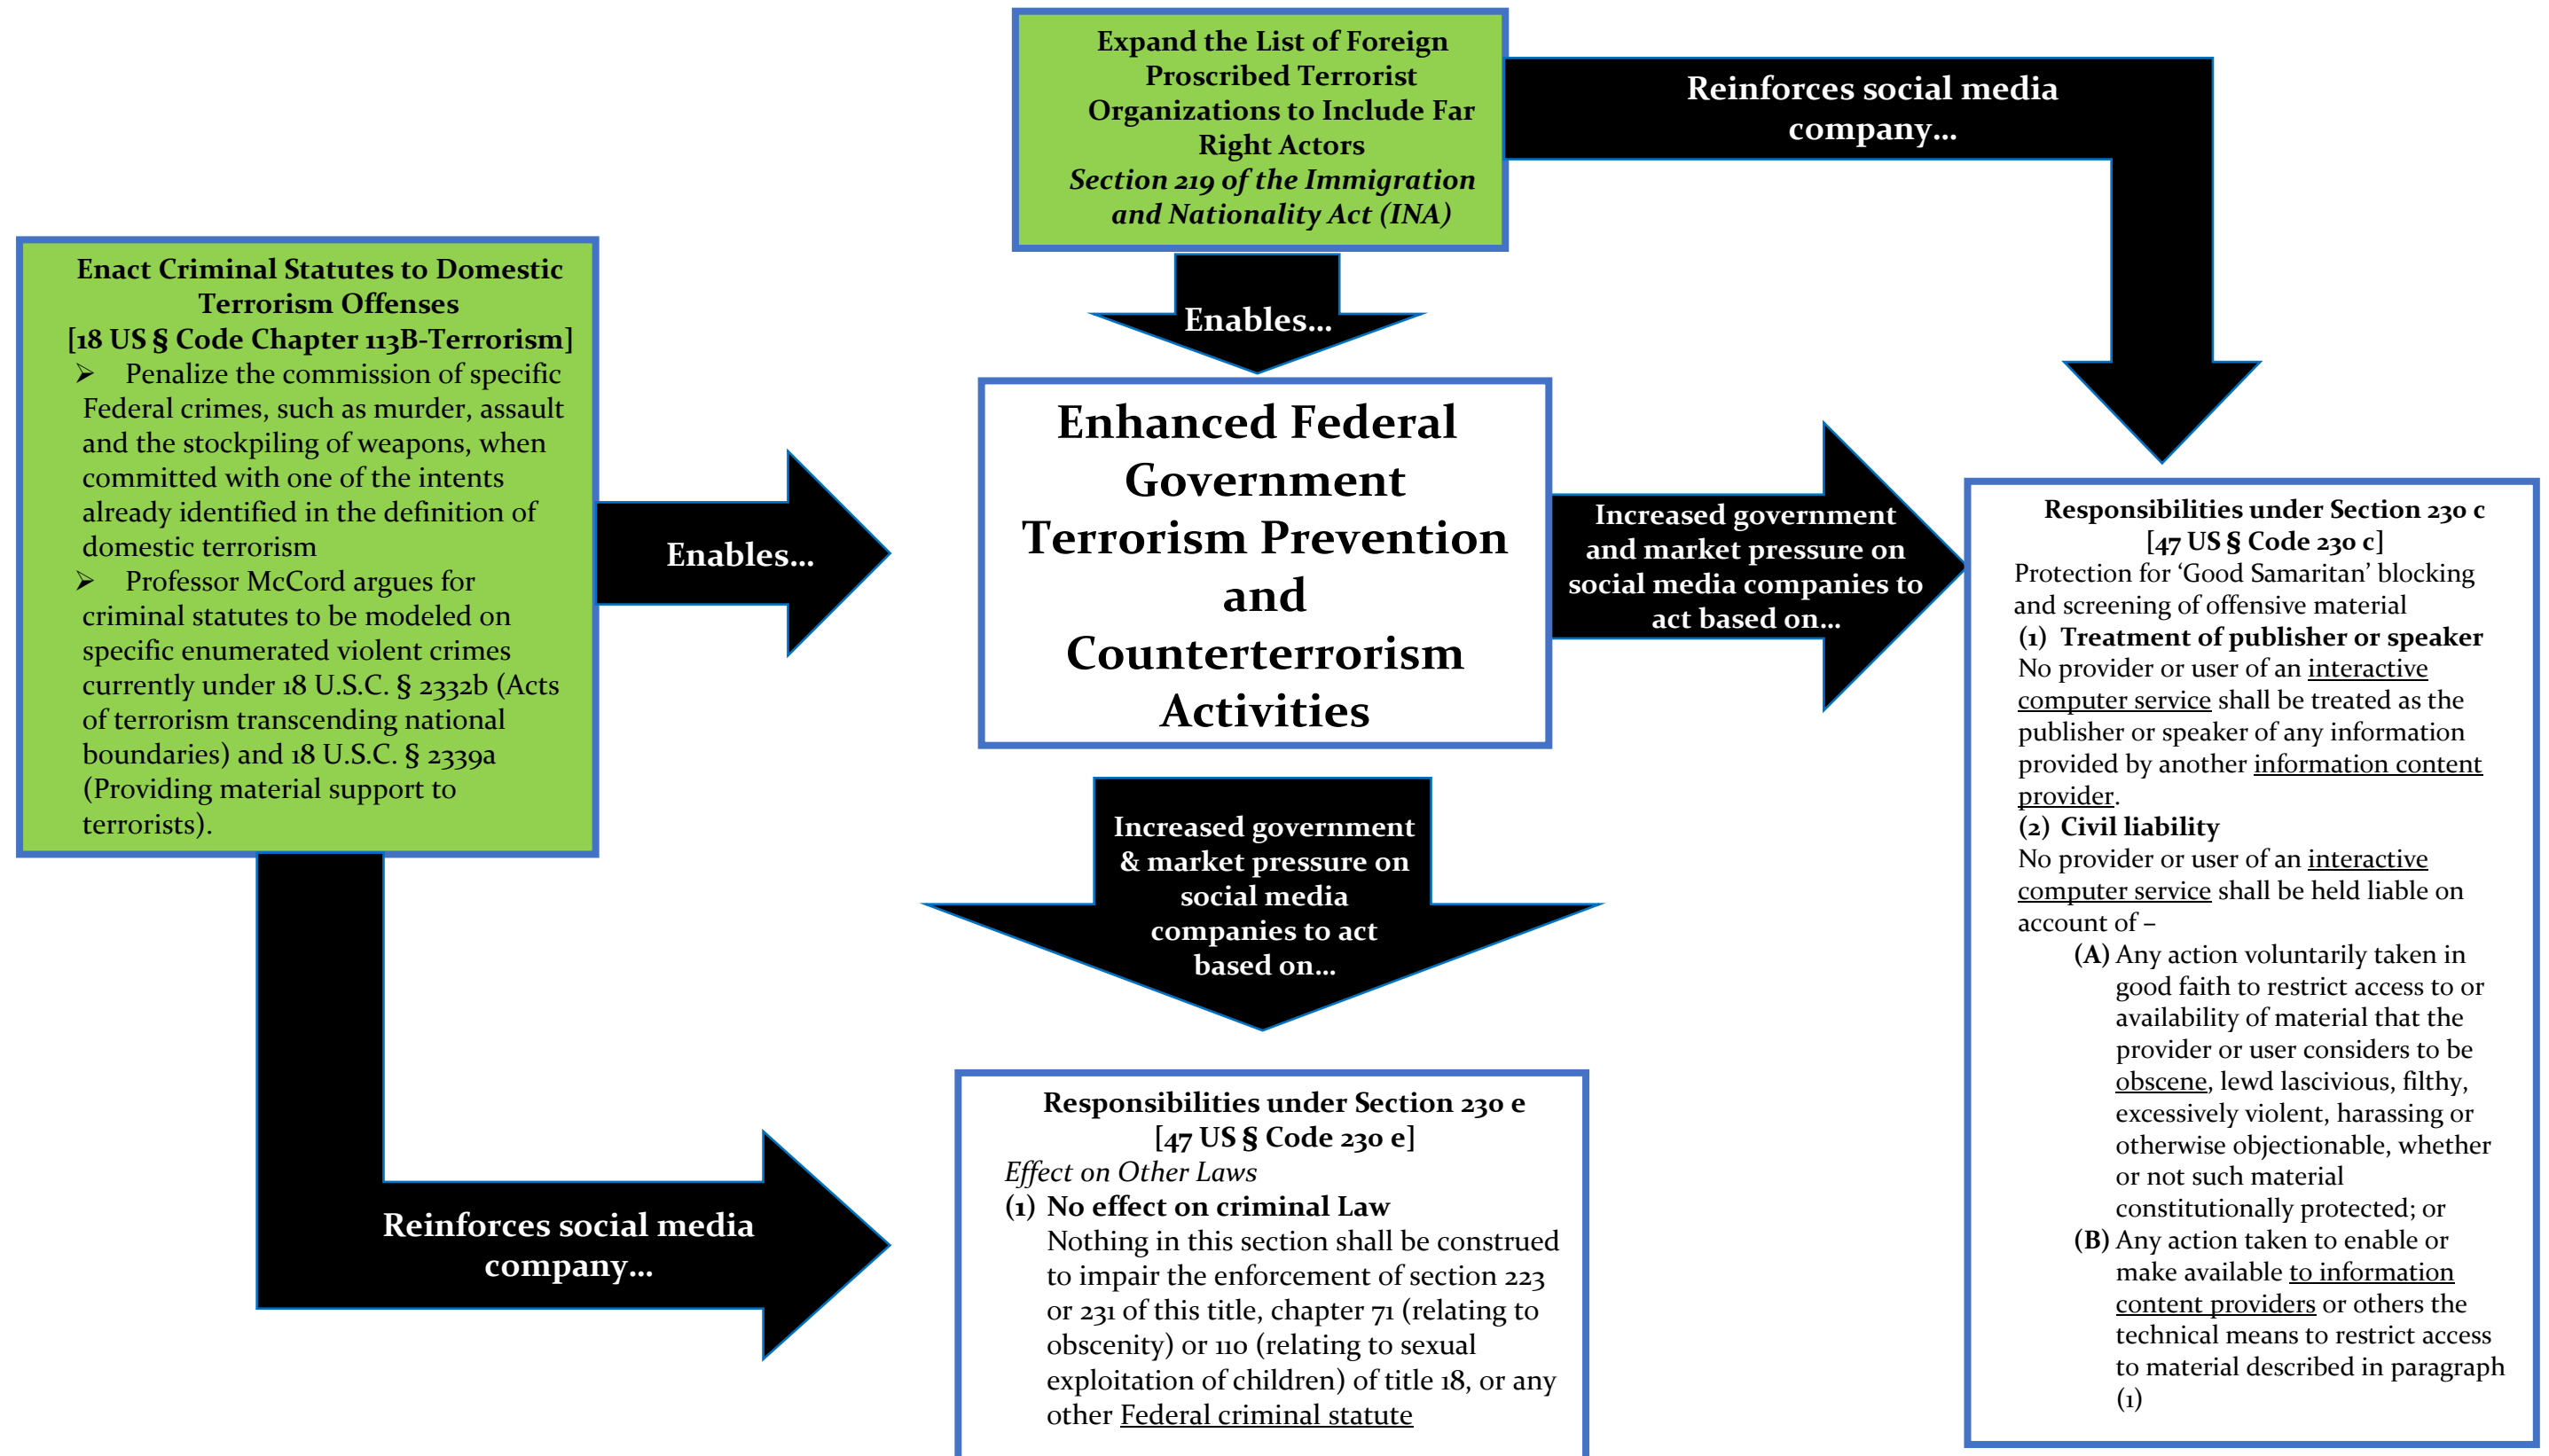 Expand the List of Foreign
Proscribed Terrorist
Organizations to Include Far
Right Actors
Section 219 of the Immigration
and Nationality Act (INA)
Reinforces social media
company...
Enables...
Enact Criminal Statutes to Domestic
Terrorism Offenses
[18 US § Code Chapter 113B-Terrorism]
➢ Penalize the commission of specific
Federal crimes, such as murder, assault
and the stockpiling of weapons, when
committed with one of the intents
already identified in the definition of
domestic terrorism
➢ Professor McCord argues for
criminal statutes to be modeled on
specific enumerated violent crimes
currently under 18 U.S.C. § 2332b (Acts
of terrorism transcending national
boundaries) and 18 U.S.C. § 2339a
(Providing material support to
terrorists).
Enables...
Enhanced Federal
Government
Terrorism Prevention
and
Counterterrorism
Activities
Increased government
and market pressure on
social media companies to
act based on...
Responsibilities under Section 230 c
[47 US § Code 230 c]
Protection for ‘Good Samaritan’ blocking
and screening of offensive material
(1) Treatment of publisher or speaker
No provider or user of an interactive
computer service shall be treated as the
publisher or speaker of any information
provided by another information content
provider.
(2) Civil liability
No provider or user of an interactive
computer service shall be held liable on
account of –
(A) Any action voluntarily taken in
good faith to restrict access to or
availability of material that the
provider or user considers to be
obscene, lewd lascivious, filthy,
excessively violent, harassing or
otherwise objectionable, whether
or not such material
constitutionally protected; or
(B) Any action taken to enable or
make available to information
content providers or others the
technical means to restrict access
to material described in paragraph
(1)
Increased government
& market pressure on
social media
companies to act
based on...
Reinforces social media
company...
Responsibilities under Section 230 e
[47 US § Code 230 e]
Effect on Other Laws
(1) No effect on criminal Law
Nothing in this section shall be construed
to impair the enforcement of section 223
or 231 of this title, chapter 71 (relating to
obscenity) or 110 (relating to sexual
exploitation of children) of title 18, or any
other Federal criminal statute